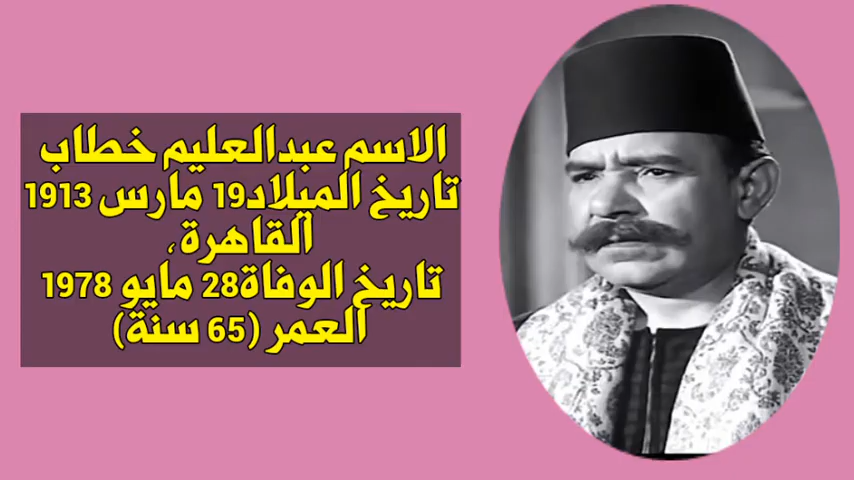 الاسم عبدالعليم خطاب
تاريخ الميلاد19 مارس 1913
القاهرة،
تاريخ الوفاة28 مايو 1978
العمر (65 سنة)